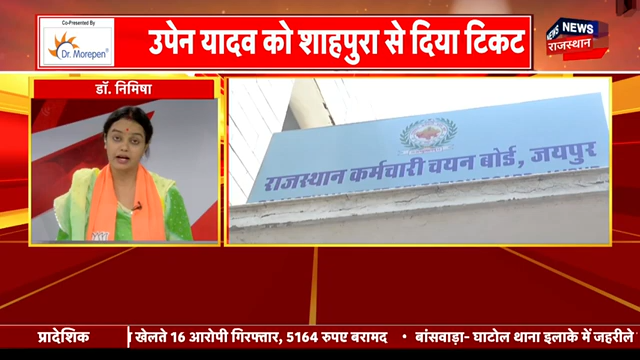 Co-Presented By
Dr. Morepen
उपेन यादव को शाहपुरा से दिया टिकट
NEWS
NEWS
राजस्थान
डॉ. निमिषा
राजस्थान कर्मचारी चयन बोर्ड, जयपुर
प्रादेशिक
खेलते 16 आरोपी गिरफ्तार, 5164 रुपए बरामद • बांसवाड़ा- घाटोल थाना इलाके में जहरीले